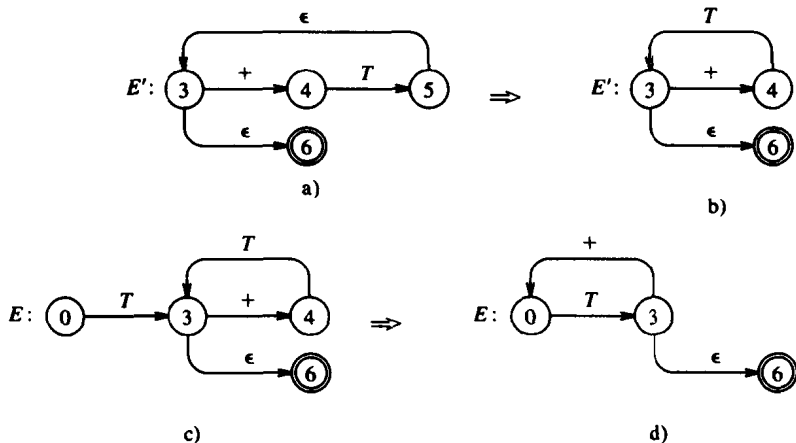 ϵ T
E′: 3 + 4 T 5 ⇒ E′: 3 + 4
ϵ 6 ϵ 6
a) b)
T +
E: 0 T 3 + 4 ⇒ E: 0 T 3
ϵ 6 ϵ 6
c) d)